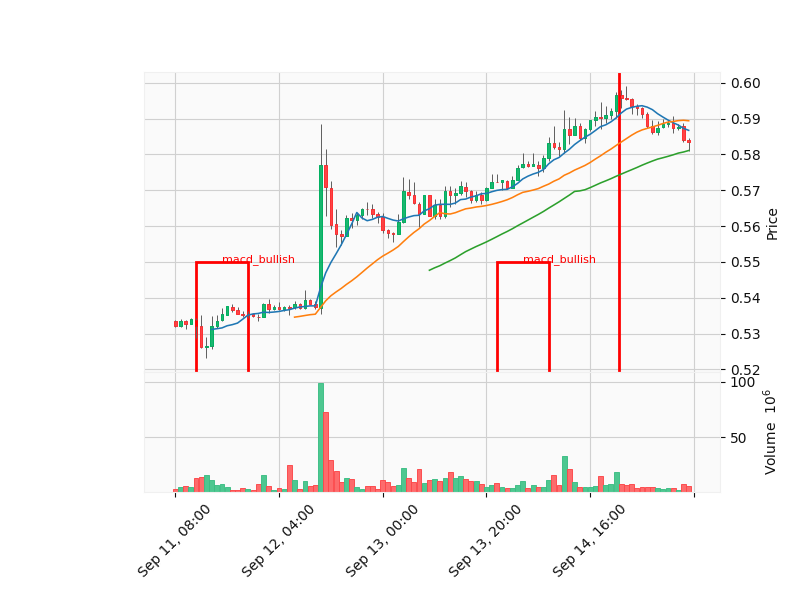 0.60
0.59
0.58
0.57
0.56
0.55
0.54
0.53
0.52
Price
macd_bullish
macd_bullish
100
50
Volume 10⁶
Sep 11, 08:00
Sep 12, 04:00
Sep 13, 00:00
Sep 13, 20:00
Sep 14, 16:00